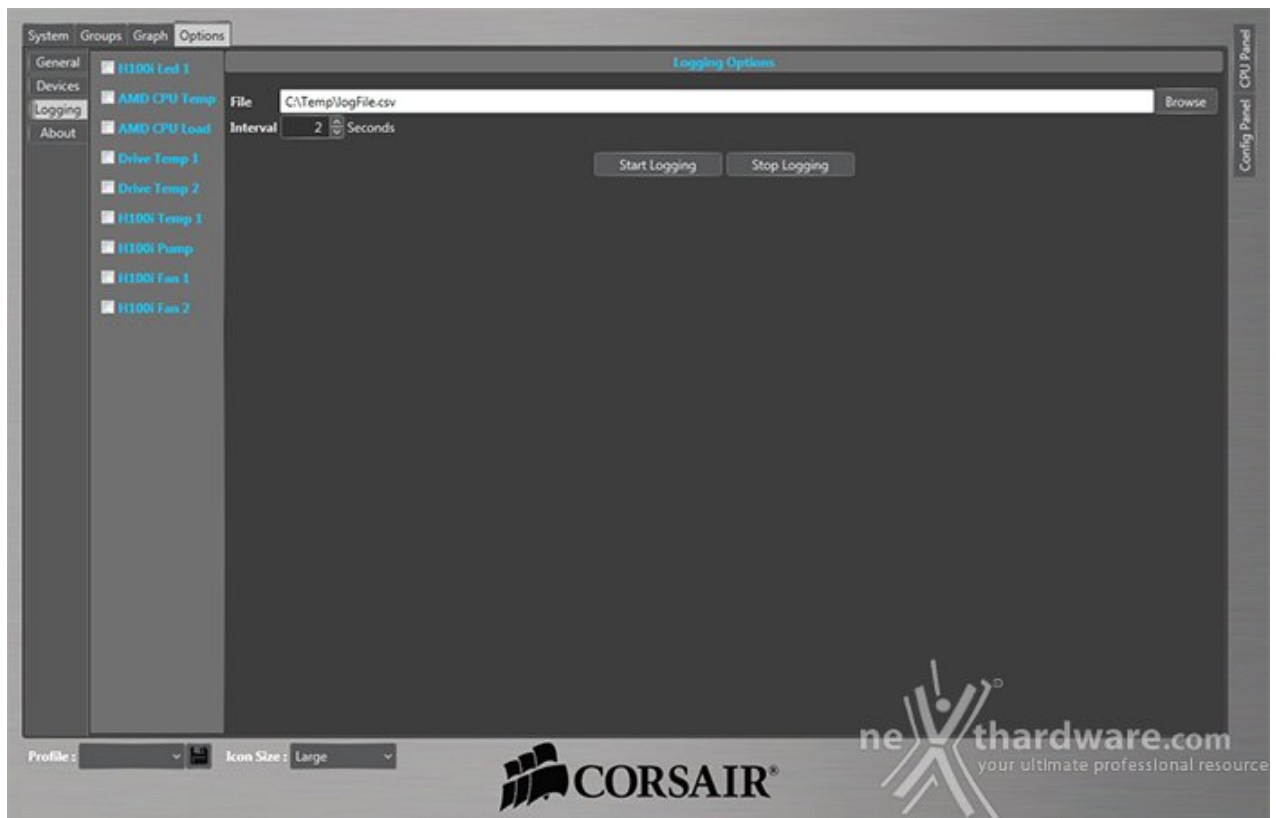 System Groups Graph Options
General
Devices
Logging
About
H100i Led 1
AMD CPU Temp
AMD CPU Load
Drive Temp 1
Drive Temp 2
H100i Temp 1
H100i Pump
H100i Fan 1
H100i Fan 2
Logging Options
File C:\Temp\logFile.csv Browse
Interval 2 Seconds
Start Logging Stop Logging
CPU Panel
Config Panel
Profile : Icon Size : Large
CORSAIR®
nexthardware.com
your ultimate professional resource